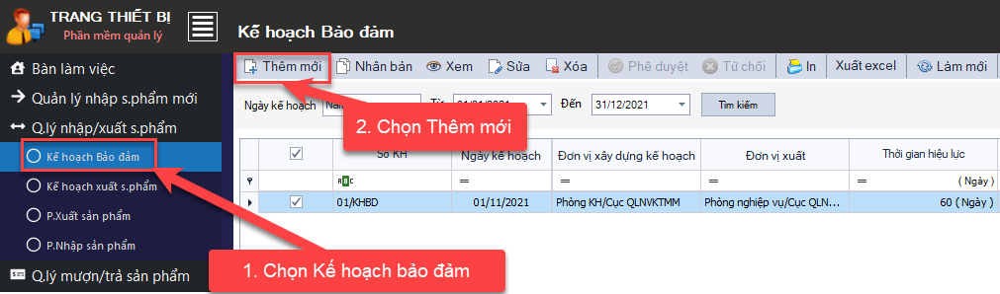 TRANG THIẾT BỊ
Phần mềm quản lý
Kế hoạch Bảo đảm
Thêm mới Nhân bản Xem Sửa Xóa Phê duyệt Từ chối In Xuất excel Làm mới
Bàn làm việc
Quản lý nhập s.phẩm mới
Q.lý nhập/xuất s.phẩm
Kế hoạch Bảo đảm
Kế hoạch xuất s.phẩm
P.Xuất sản phẩm
P.Nhập sản phẩm
Q.lý mượn/trả sản phẩm
Ngày kế hoạch Từ Đến 31/12/2021 Tìm kiếm
2. Chọn Thêm mới
Số KH Ngày kế hoạch Đơn vị xây dựng kế hoạch Đơn vị xuất Thời gian hiệu lực
ABC = = = = ( Ngày )
01/KHBD 01/11/2021 Phòng KH/Cục QLNVKTMM Phòng nghiệp vụ/Cục QLN... 60 ( Ngày )
1. Chọn Kế hoạch bảo đảm